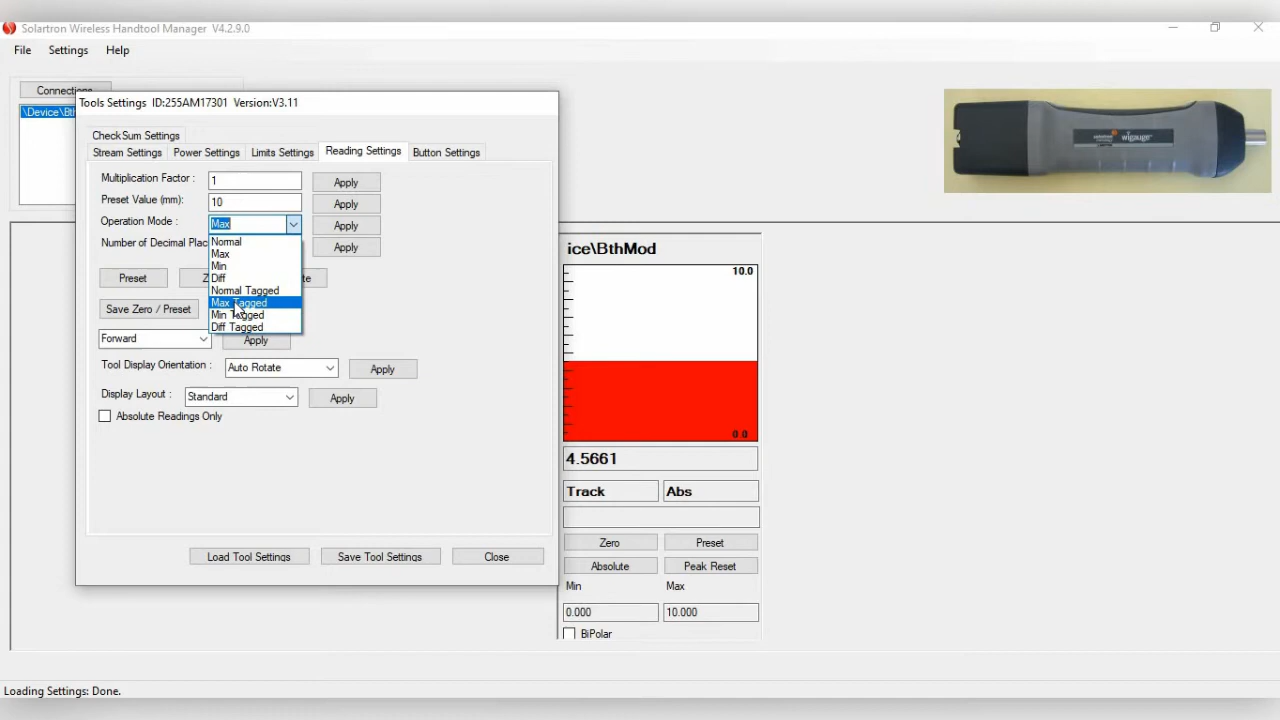 Solartron Wireless Handtool Manager V4.2.9.0
File Settings Help
Connections
\Device\Bth
Tools Settings ID:255AM17301 Version:V3.11
CheckSum Settings
Stream Settings Power Settings Limits Settings Reading Settings Button Settings
Multiplication Factor : 1 Apply
Preset Value (mm): 10 Apply
Operation Mode : Max Apply
Number of Decimal Plac Apply
Normal
Max
Min
Diff
Normal Tagged
Max Tagged
Min Tagged
Diff Tagged
Preset Z te
Save Zero / Preset
Forward Apply
Tool Display Orientation : Auto Rotate Apply
Display Layout : Standard Apply
Absolute Readings Only
Load Tool Settings Save Tool Settings Close
ice\BthMod
10.0
0.0
4.5661
Track Abs
Zero Preset
Absolute Peak Reset
Min Max
0.000 10.000
BiPolar
wigauge
Loading Settings: Done.